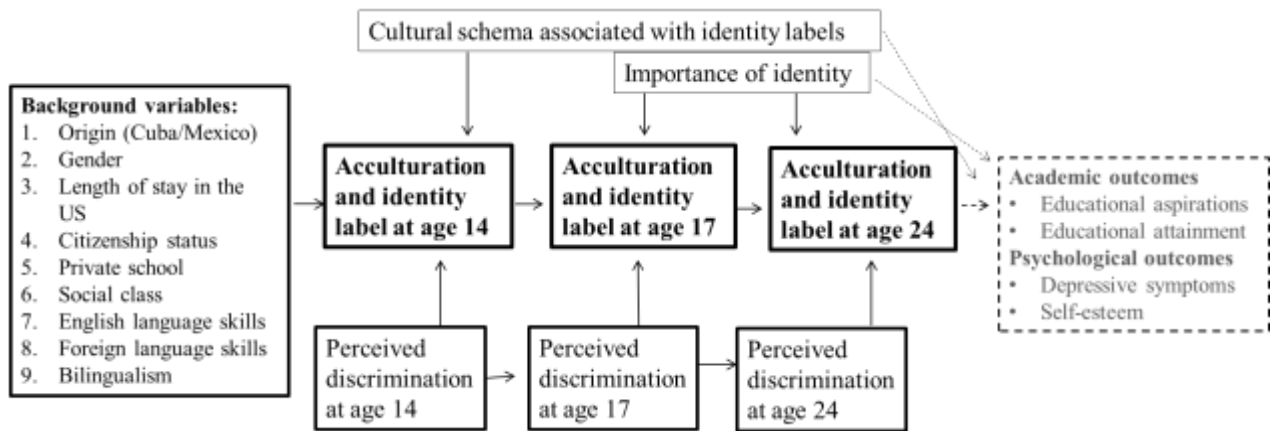 Cultural schema associated with identity labels
Importance of identity
Background variables:
1. Origin (Cuba/Mexico)
2. Gender
3. Length of stay in the
US
4. Citizenship status
5. Private school
6. Social class
7. English language skills
8. Foreign language skills
9. Bilingualism
Acculturation
and identity
label at age 14
Acculturation
and identity
label at age 17
Acculturation
and identity
label at age 24
Academic outcomes
• Educational aspirations
• Educational attainment
Psychological outcomes
• Depressive symptoms
• Self-esteem
Perceived
discrimination
at age 14
Perceived
discrimination
at age 17
Perceived
discrimination
at age 24